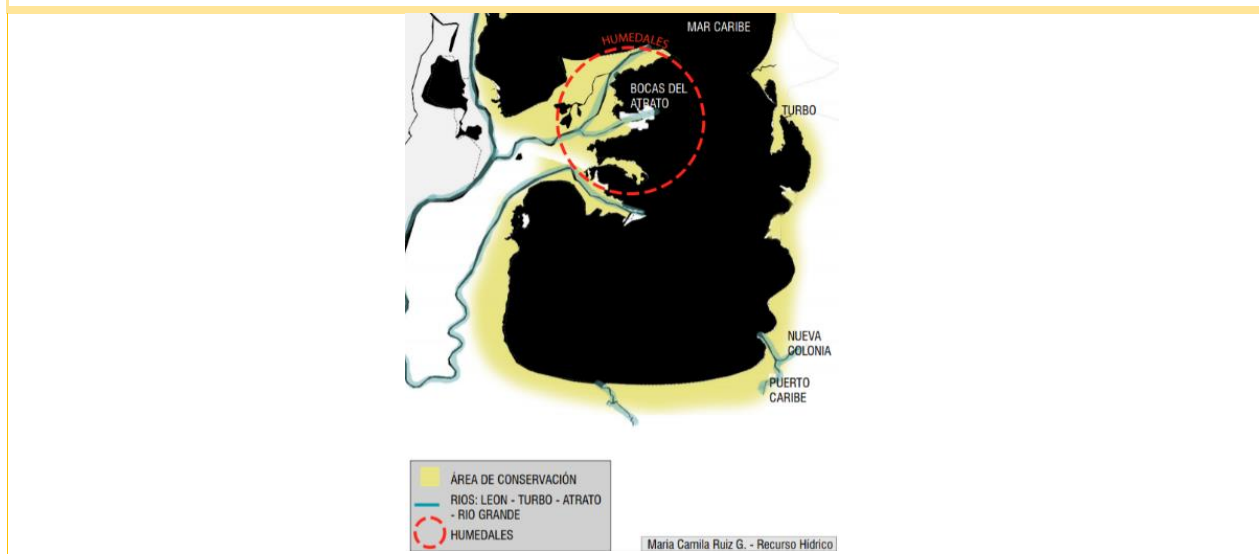 MAR CARIBE
HUMEDALES
BOCAS DEL
ATRATO
TURBO
NUEVA
COLONIA
PUERTO
CARIBE
ÁREA DE CONSERVACIÓN
RIOS: LEON - TURBO - ATRATO
- RIO GRANDE
HUMEDALES
Maria Camila Ruiz G. - Recurso Hídrico